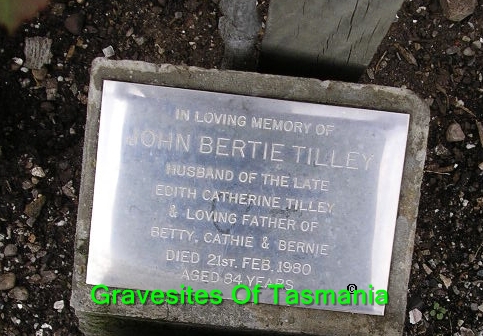 IN LOVING MEMORY OF
JOHN BERTIE TILLEY
HUSBAND OF THE LATE
EDITH CATHERINE TILLEY
& LOVING FATHER OF
BETTY, CATHIE & BERNIE
DIED 21ST. FEB, 1980
AGED 84 YEARS
Gravesites Of Tasmania